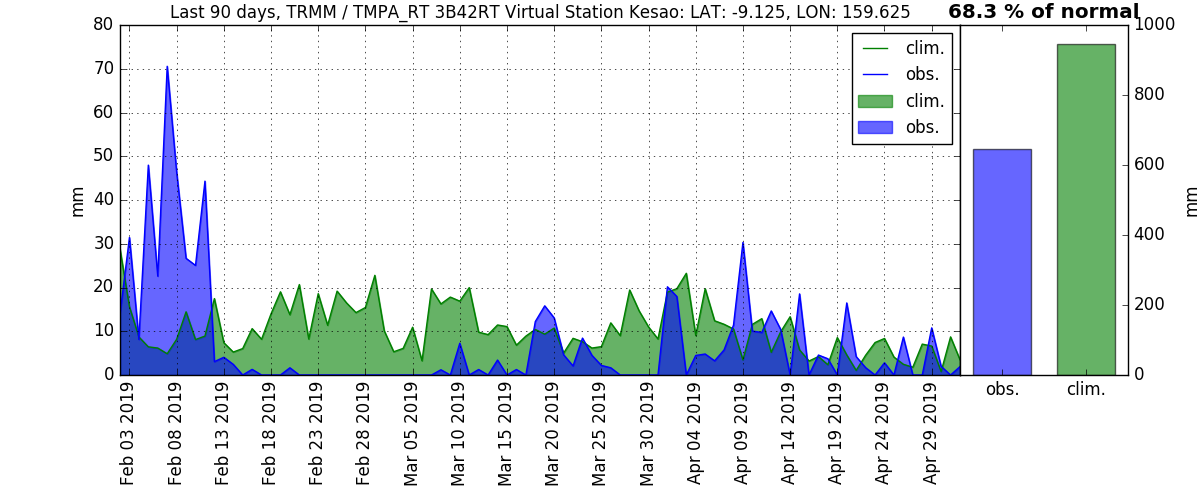 Last 90 days, TRMM / TMPA_RT 3B42RT Virtual Station Kesao: LAT: -9.125, LON: 159.625
68.3 % of normal
80
70
60
50
40
30
20
10
0
mm
clim.
obs.
clim.
obs.
1000
800
600
400
200
0
mm
obs.
clim.
Feb 03 2019
Feb 08 2019
Feb 13 2019
Feb 18 2019
Feb 23 2019
Feb 28 2019
Mar 05 2019
Mar 10 2019
Mar 15 2019
Mar 20 2019
Mar 25 2019
Mar 30 2019
Apr 04 2019
Apr 09 2019
Apr 14 2019
Apr 19 2019
Apr 24 2019
Apr 29 2019